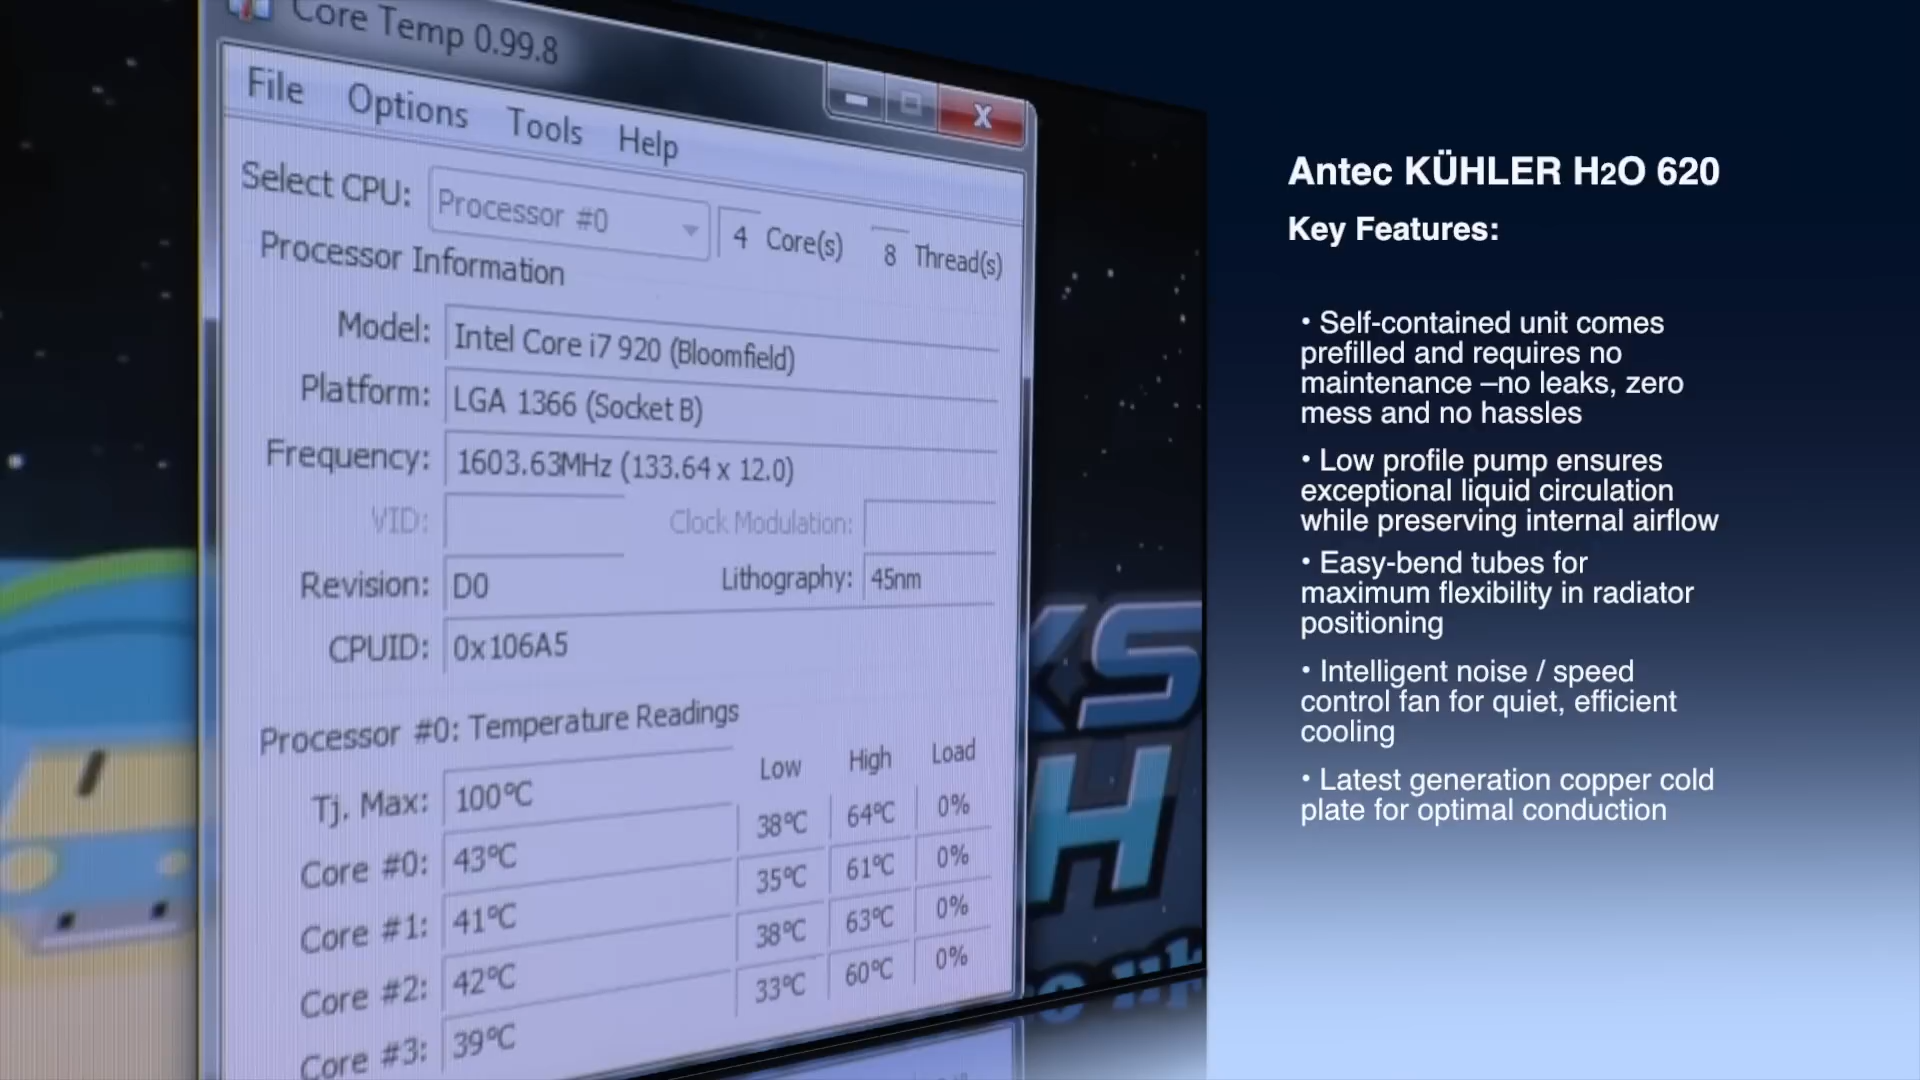 Core Temp 0.99.8
File Options Tools Help
Select CPU: Processor #0 4 Core(s) 8 Thread(s)
Processor Information
Model: Intel Core i7 920 (Bloomfield)
Platform: LGA 1366 (Socket B)
Frequency: 1603.63MHz (133.64 x 12.0)
VID: Clock Modulation:
Revision: D0 Lithography: 45nm
CPUID: 0x106A5
Processor #0: Temperature Readings
Low High Load
Tj. Max: 100°C
Core #0: 43°C 38°C 64°C 0%
Core #1: 41°C 35°C 61°C 0%
Core #2: 42°C 38°C 63°C 0%
Core #3: 39°C 33°C 60°C 0%
Antec KÜHLER H2O 620
Key Features:
• Self-contained unit comes
prefilled and requires no
maintenance –no leaks, zero
mess and no hassles
• Low profile pump ensures
exceptional liquid circulation
while preserving internal airflow
• Easy-bend tubes for
maximum flexibility in radiator
positioning
• Intelligent noise / speed
control fan for quiet, efficient
cooling
• Latest generation copper cold
plate for optimal conduction